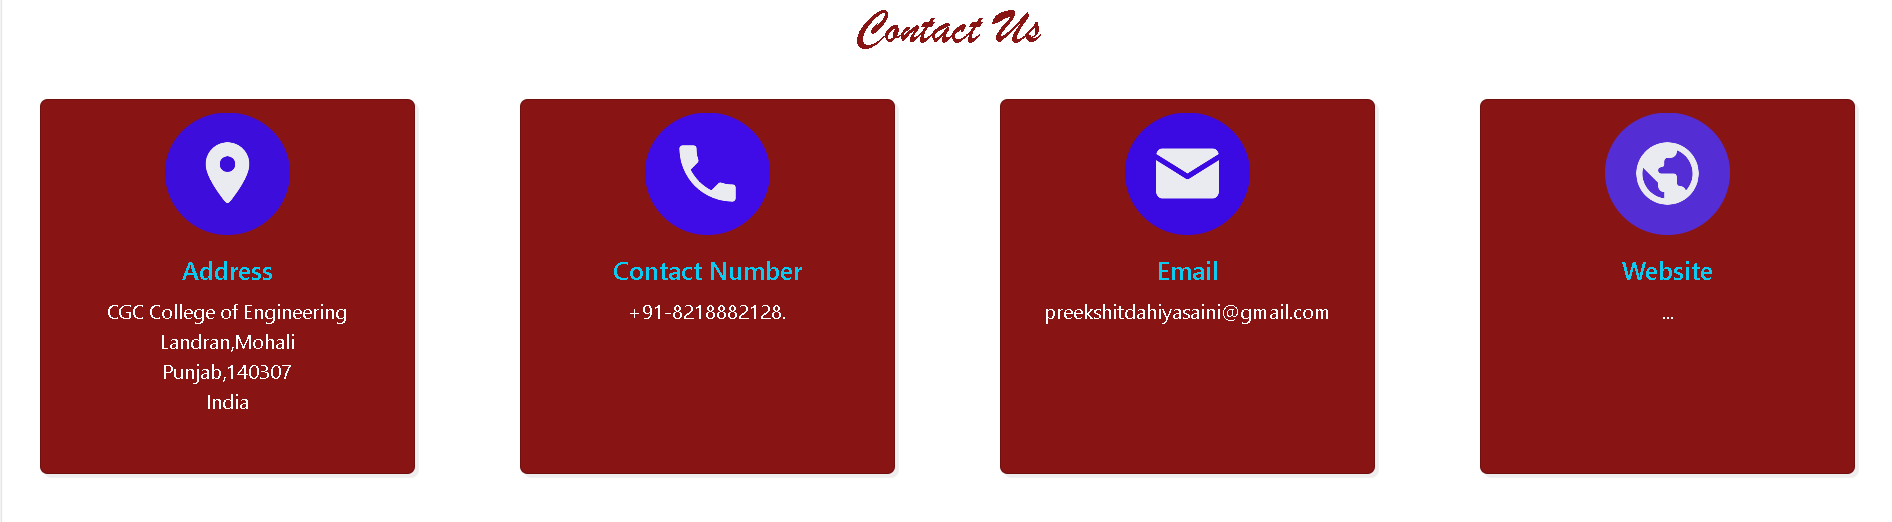 Contact Us
Address
CGC College of Engineering
Landran,Mohali
Punjab,140307
India
Contact Number
+91-8218882128.
Email
preekshitdahiyasaini@gmail.com
Website
...